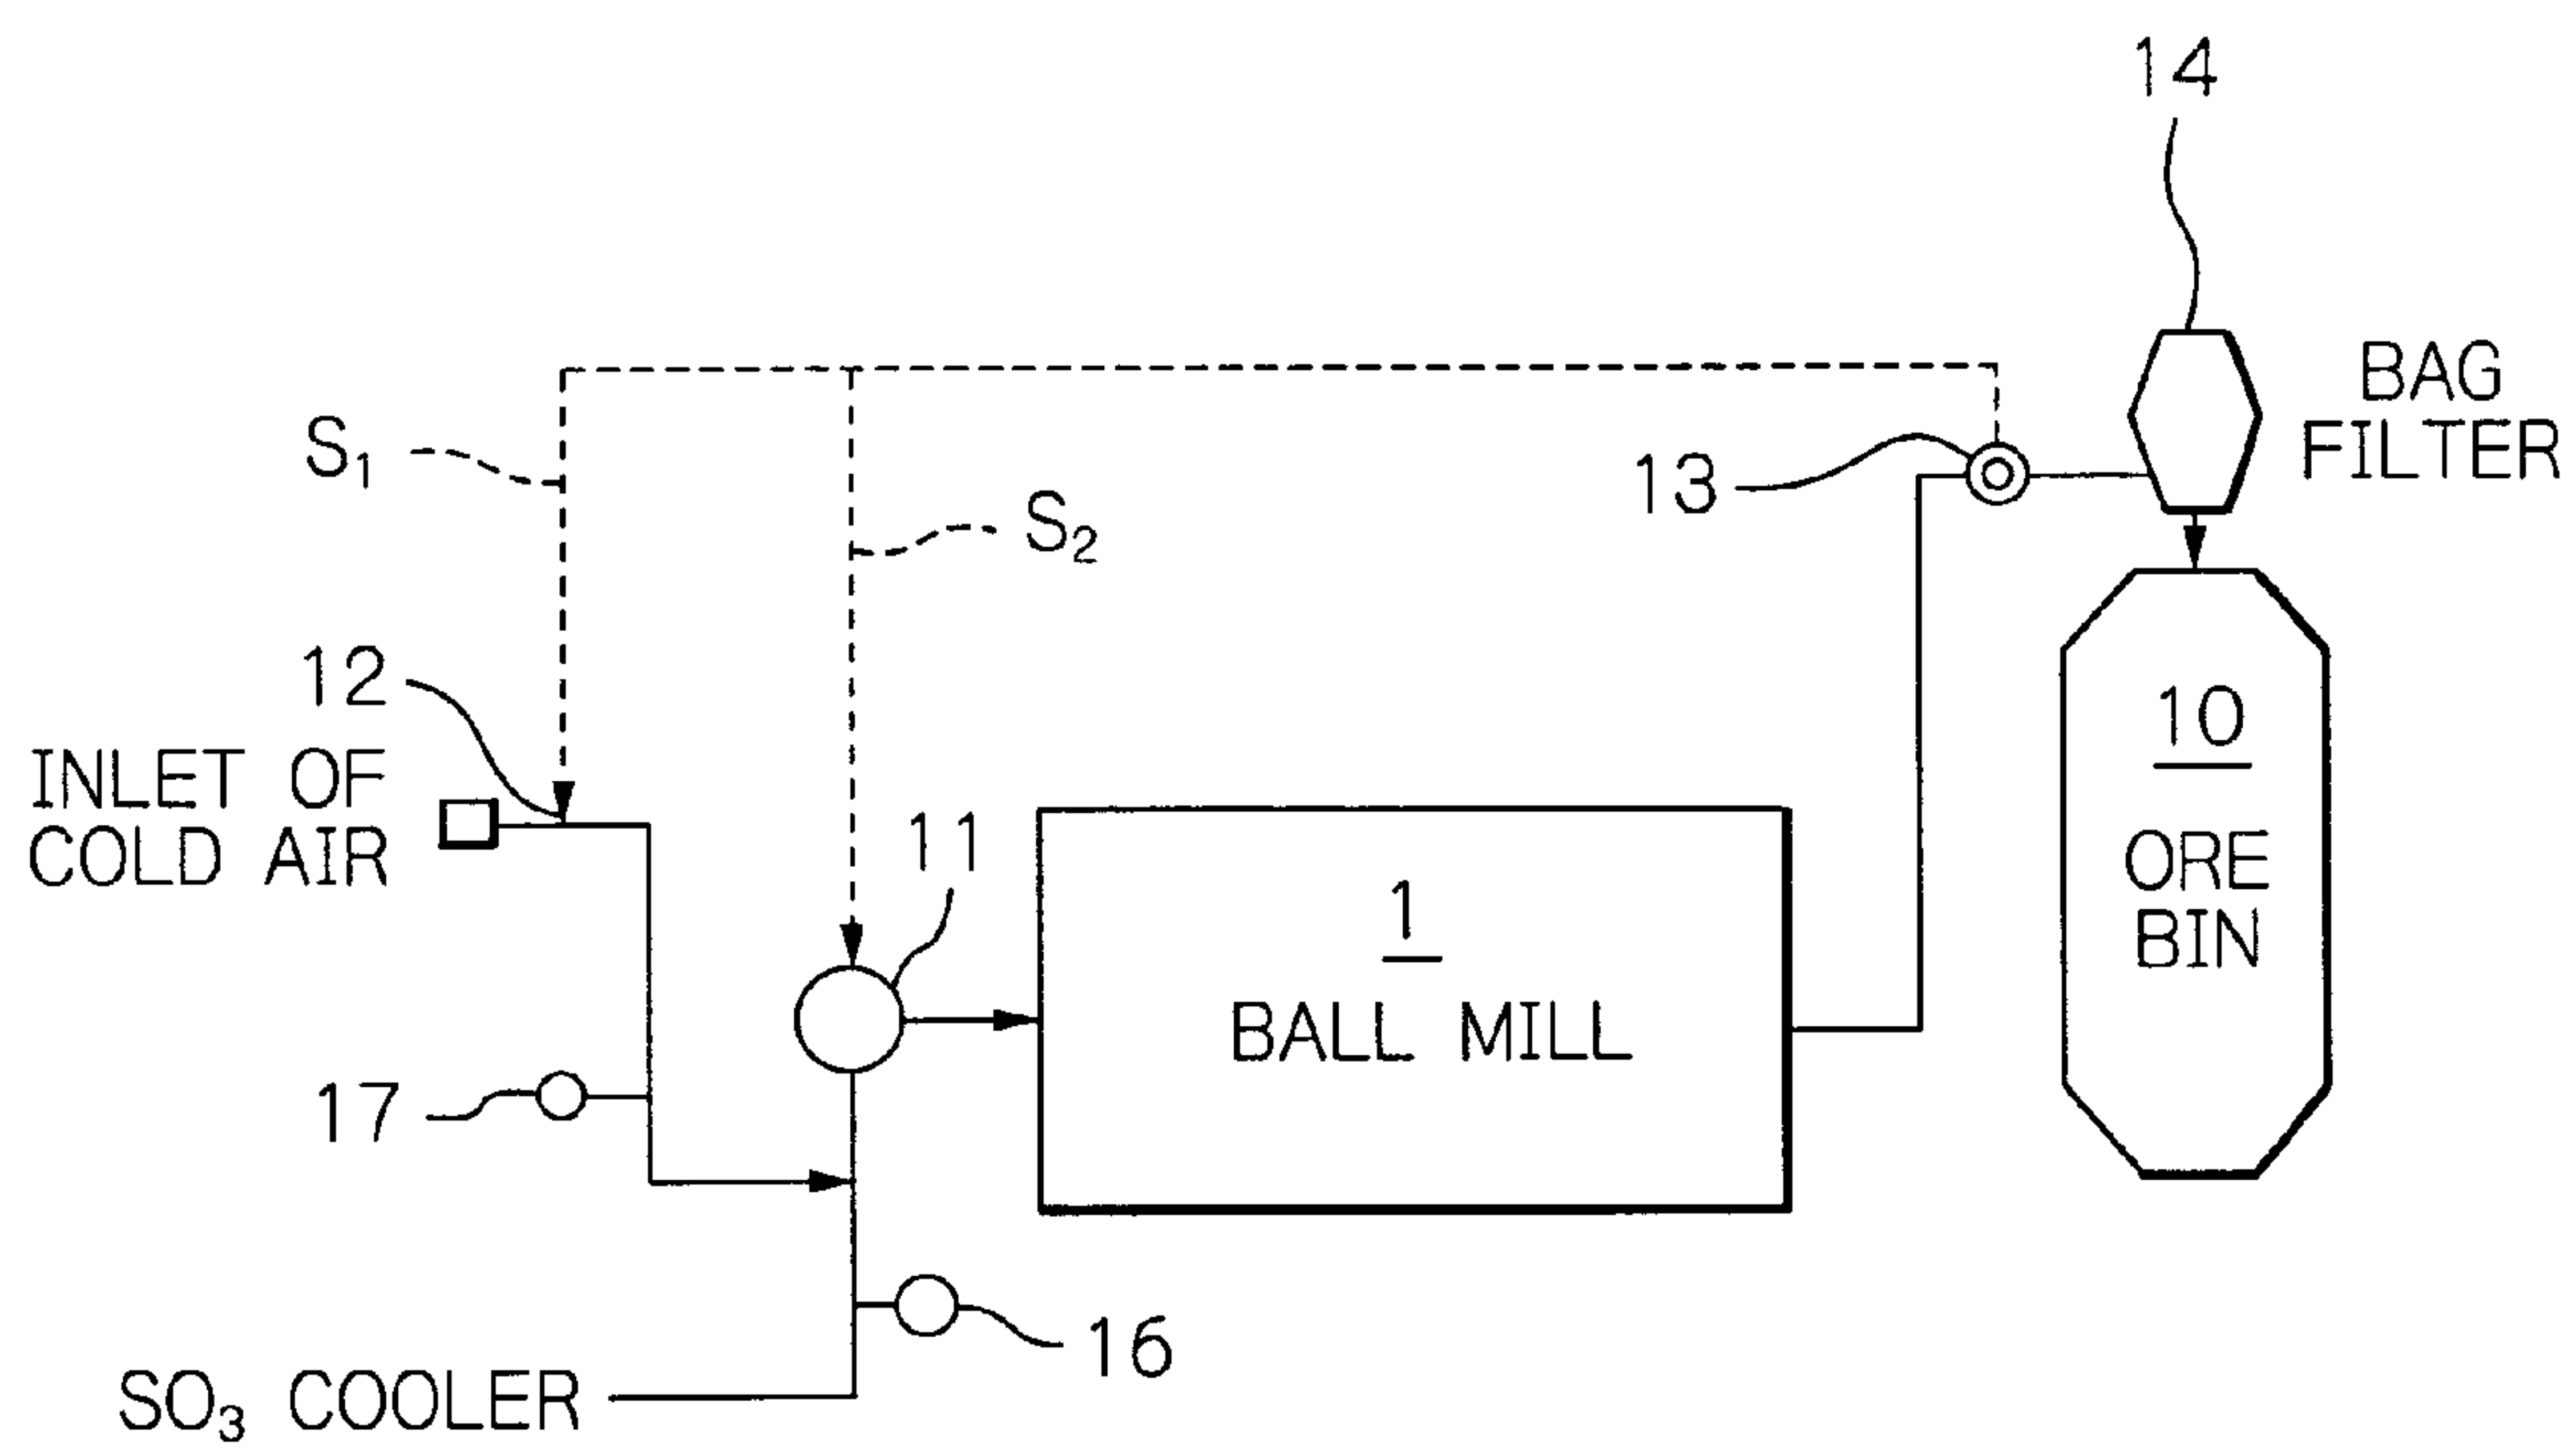 14
BAG
FILTER
S1
13
S2
12
10
INLET OF
COLD AIR
11
ORE
BIN
1
BALL MILL
17
16
SO3 COOLER